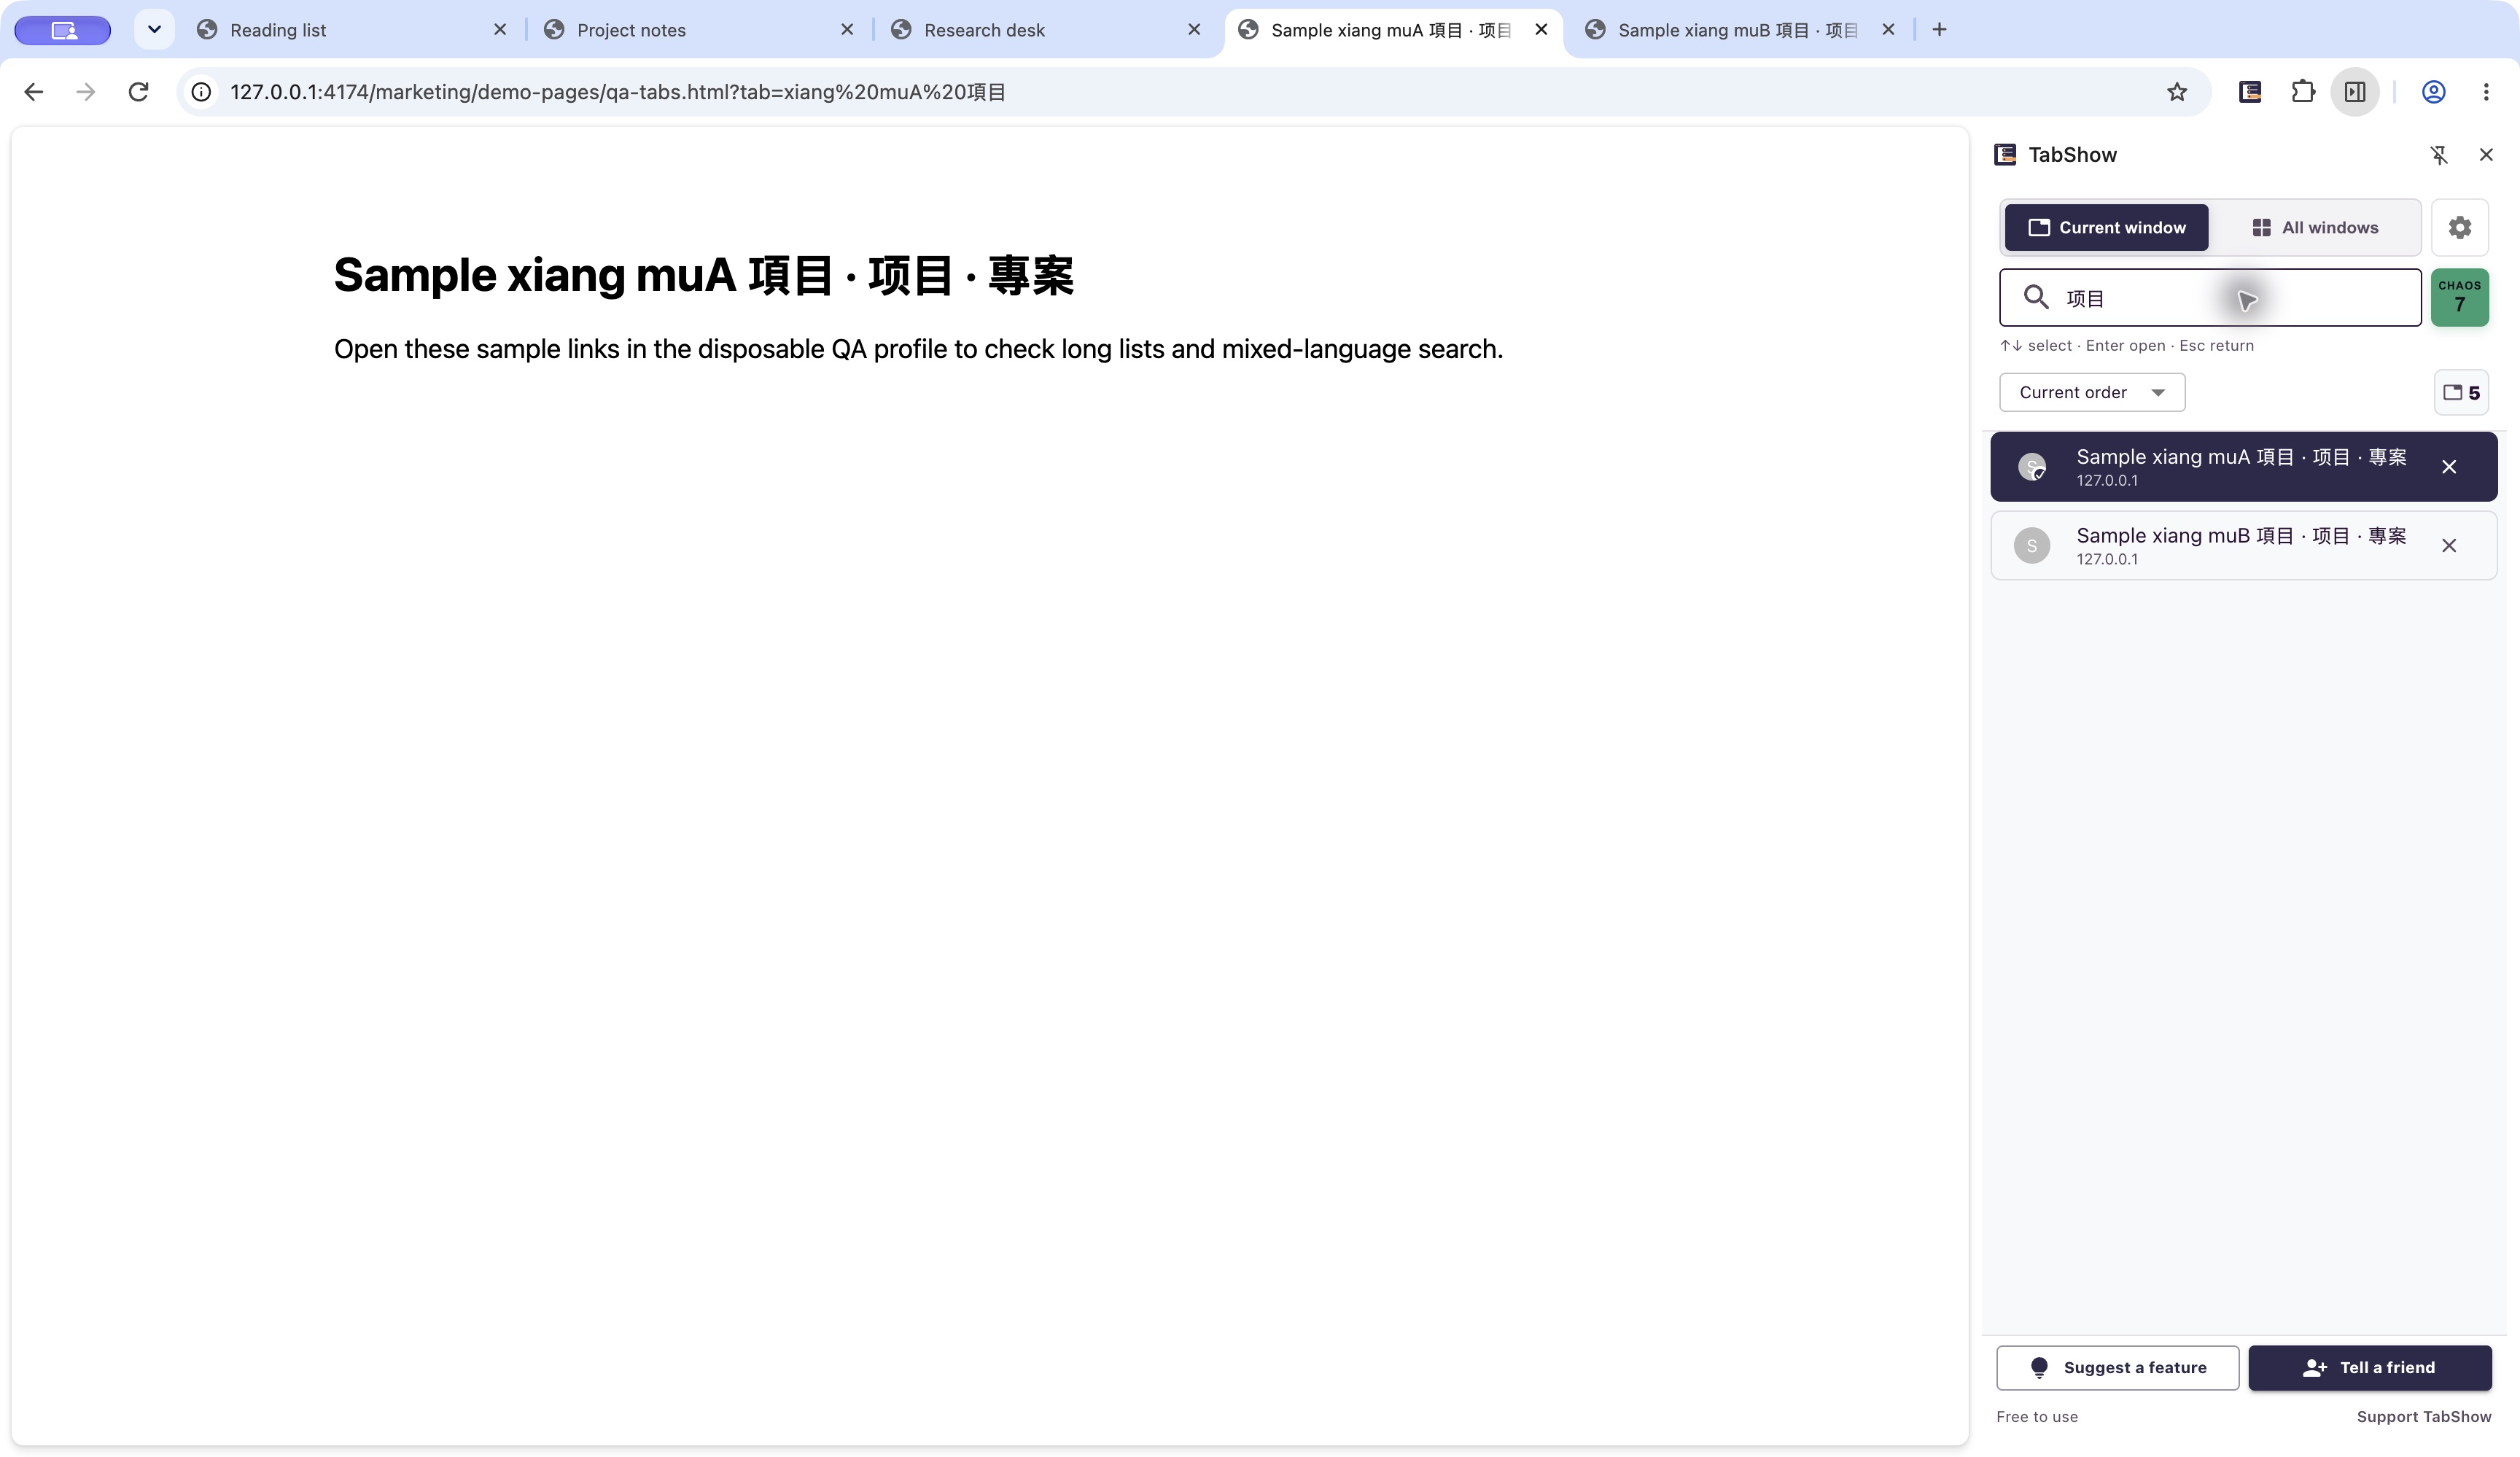 Reading list
Project notes
Research desk
Sample xiang muA 項目 · 项目
Sample xiang muB 項目 · 项目
127.0.0.1:4174/marketing/demo-pages/qa-tabs.html?tab=xiang%20muA%20項目
Sample xiang muA 項目 · 项目 · 專案
Open these sample links in the disposable QA profile to check long lists and mixed-language search.
TabShow
Current window
All windows
项目
CHAOS
7
↑↓ select · Enter open · Esc return
Current order
5
S
Sample xiang muA 項目 · 项目 · 專案
127.0.0.1
S
Sample xiang muB 項目 · 项目 · 專案
127.0.0.1
Suggest a feature
Tell a friend
Free to use
Support TabShow